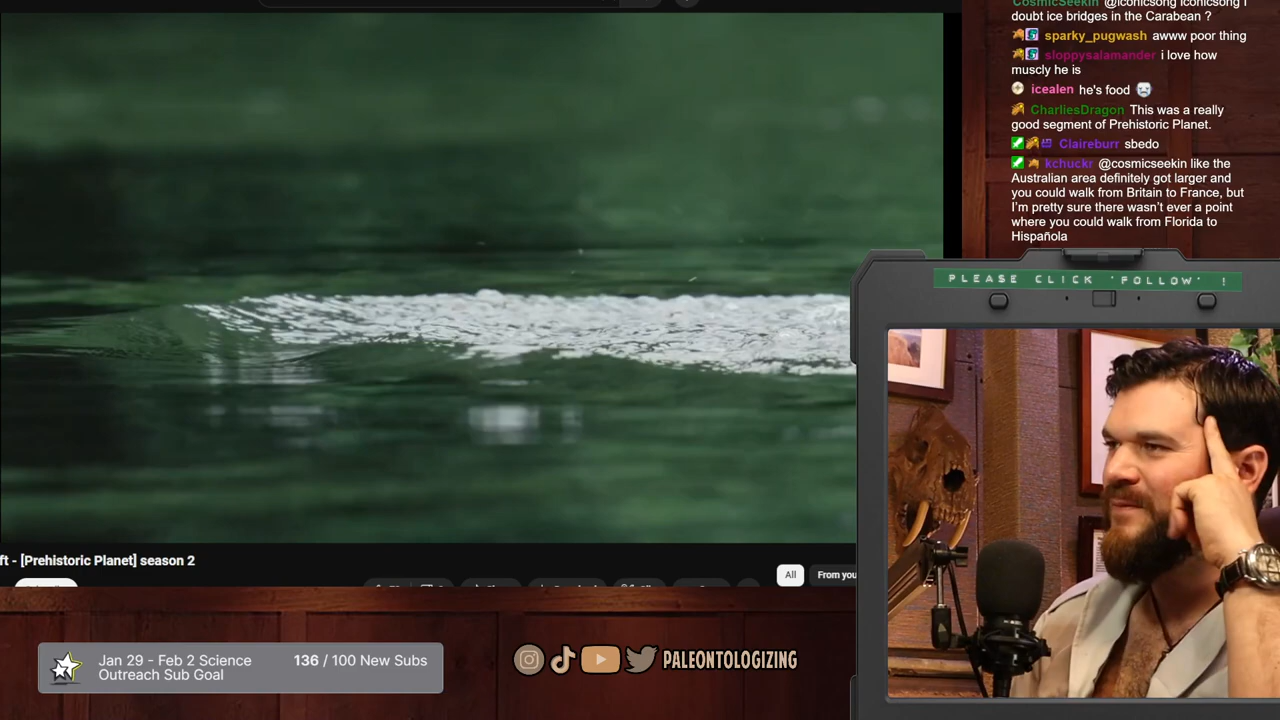 CosmicSeekin @iconicsong iconicsong i
doubt ice bridges in the Carabean ?
sparky_pugwash awww poor thing
sloppysalamander i love how
muscly he is
icealen he's food
CharliesDragon This was a really
good segment of Prehistoric Planet.
Claireburr sbedo
kchuckr @cosmicseekin like the
Australian area definitely got larger and
you could walk from Britain to France, but
I'm pretty sure there wasn't ever a point
where you could walk from Florida to
Hispañola
PLEASE CLICK 'FOLLOW' !
ft - [Prehistoric Planet] season 2
All From you
Jan 29 - Feb 2 Science 136 / 100 New Subs
Outreach Sub Goal
PALEONTOLOGIZING